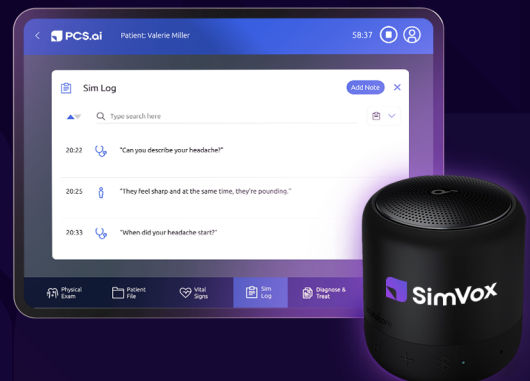 PCS.ai
Patient: Valerie Miller
58:37
Sim Log
Add Note
Type search here
20:22
"Can you describe your headache?"
20:25
"They feel sharp and at the same time, they're pounding."
20:33
"When did your headache start?"
Physical
Exam
Patient
File
Vital
Signs
Sim
Log
Diagnose &
Treat
SimVox